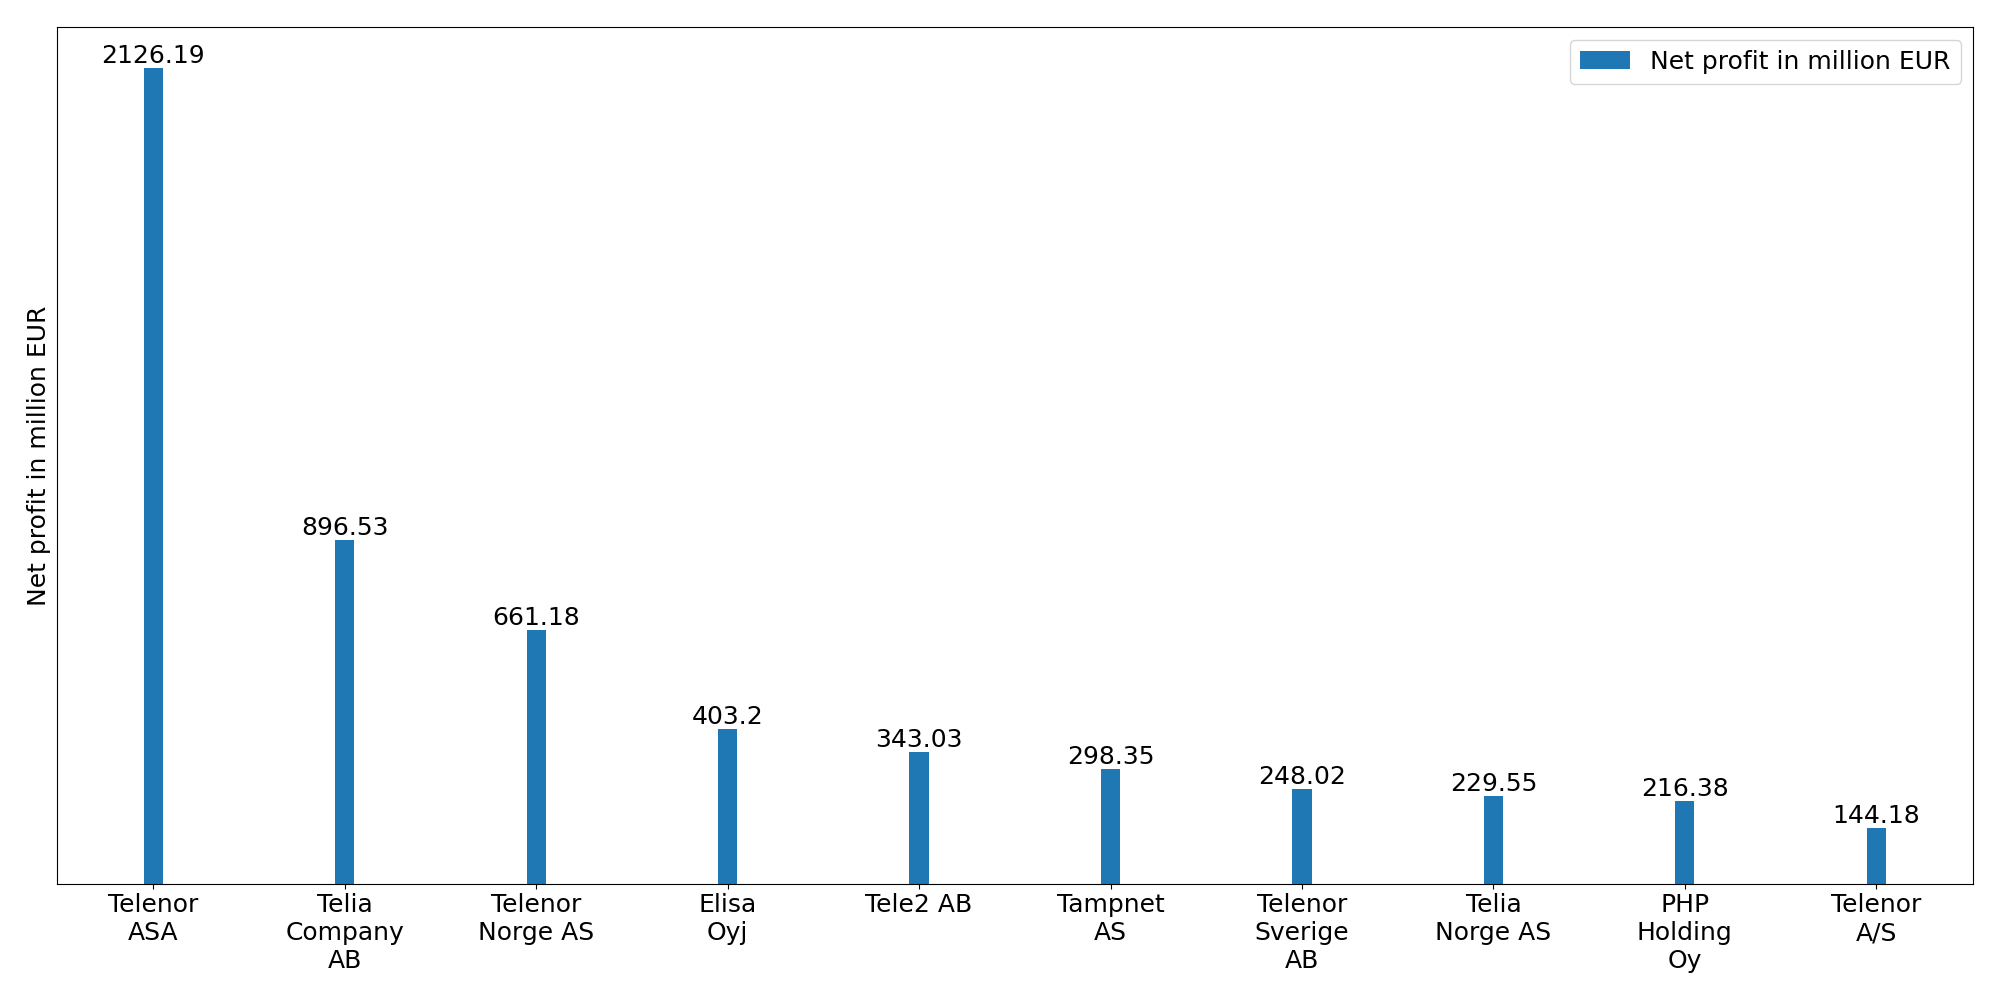 2126.19
Net profit in million EUR
896.53
661.18
403.2
343.03
298.35
248.02
229.55
216.38
144.18
Net profit in million EUR
Telenor
ASA
Telia
Company
AB
Telenor
Norge AS
Elisa
Oyj
Tele2 AB
Tampnet
AS
Telenor
Sverige
AB
Telia
Norge AS
PHP
Holding
Oy
Telenor
A/S